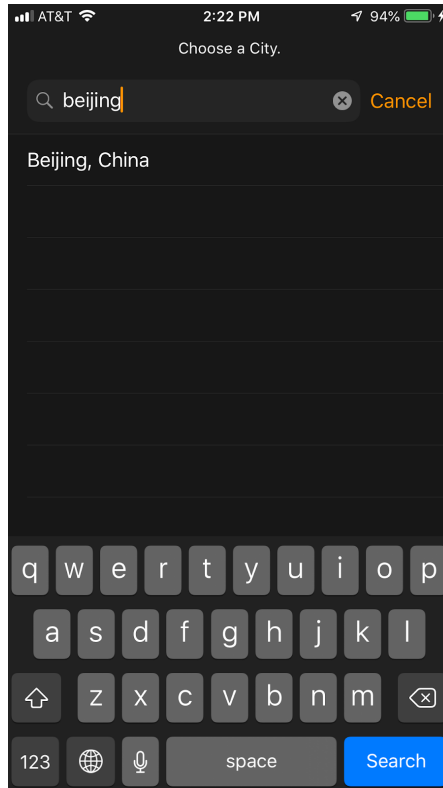 AT&T 2:22 PM 94%
Choose a City.
beijing Cancel
Beijing, China
q w e r t y u i o p
a s d f g h j k l
z x c v b n m
123 space Search